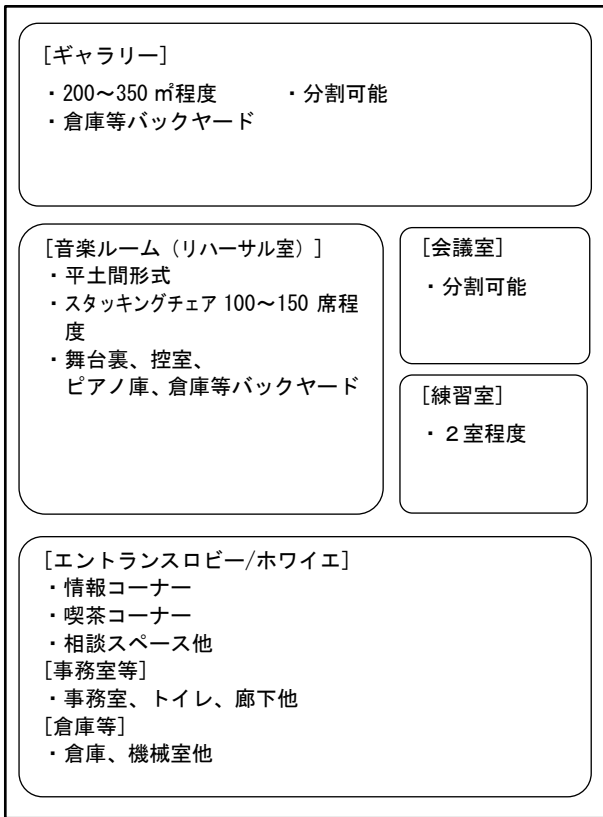 [ギャラリー]
・200～350 ㎡程度　　・分割可能
・倉庫等バックヤード
[音楽ルーム（リハーサル室）]
・平土間形式
・スタッキングチェア 100～150 席程
度
・舞台裏、控室、
ピアノ庫、倉庫等バックヤード
[会議室]
・分割可能
[練習室]
・２室程度
[エントランスロビー/ホワイエ]
・情報コーナー
・喫茶コーナー
・相談スペース他
[事務室等]
・事務室、トイレ、廊下他
[倉庫等]
・倉庫、機械室他